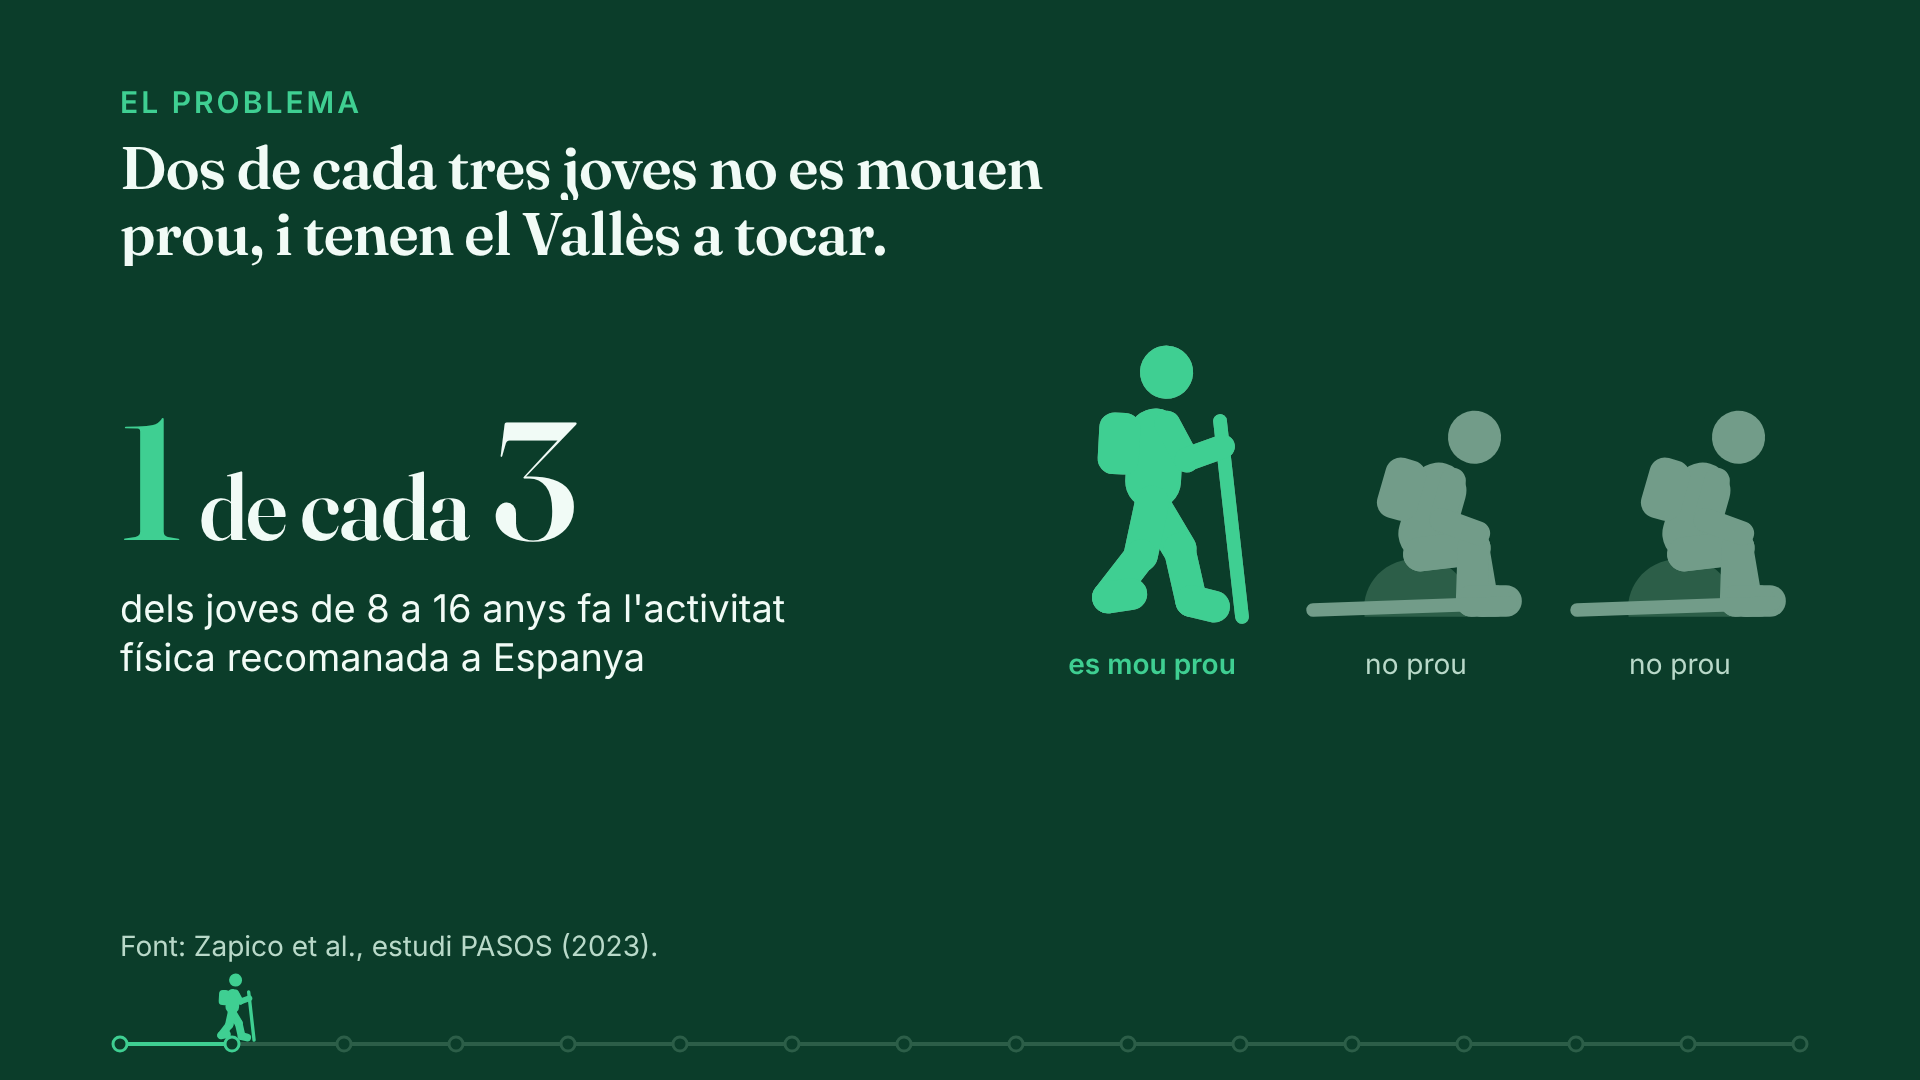 EL PROBLEMA
Dos de cada tres joves no es mouen
prou, i tenen el Vallès a tocar.
1 de cada 3
dels joves de 8 a 16 anys fa l'activitat
física recomanada a Espanya
es mou prou
no prou
no prou
Font: Zapico et al., estudi PASOS (2023).